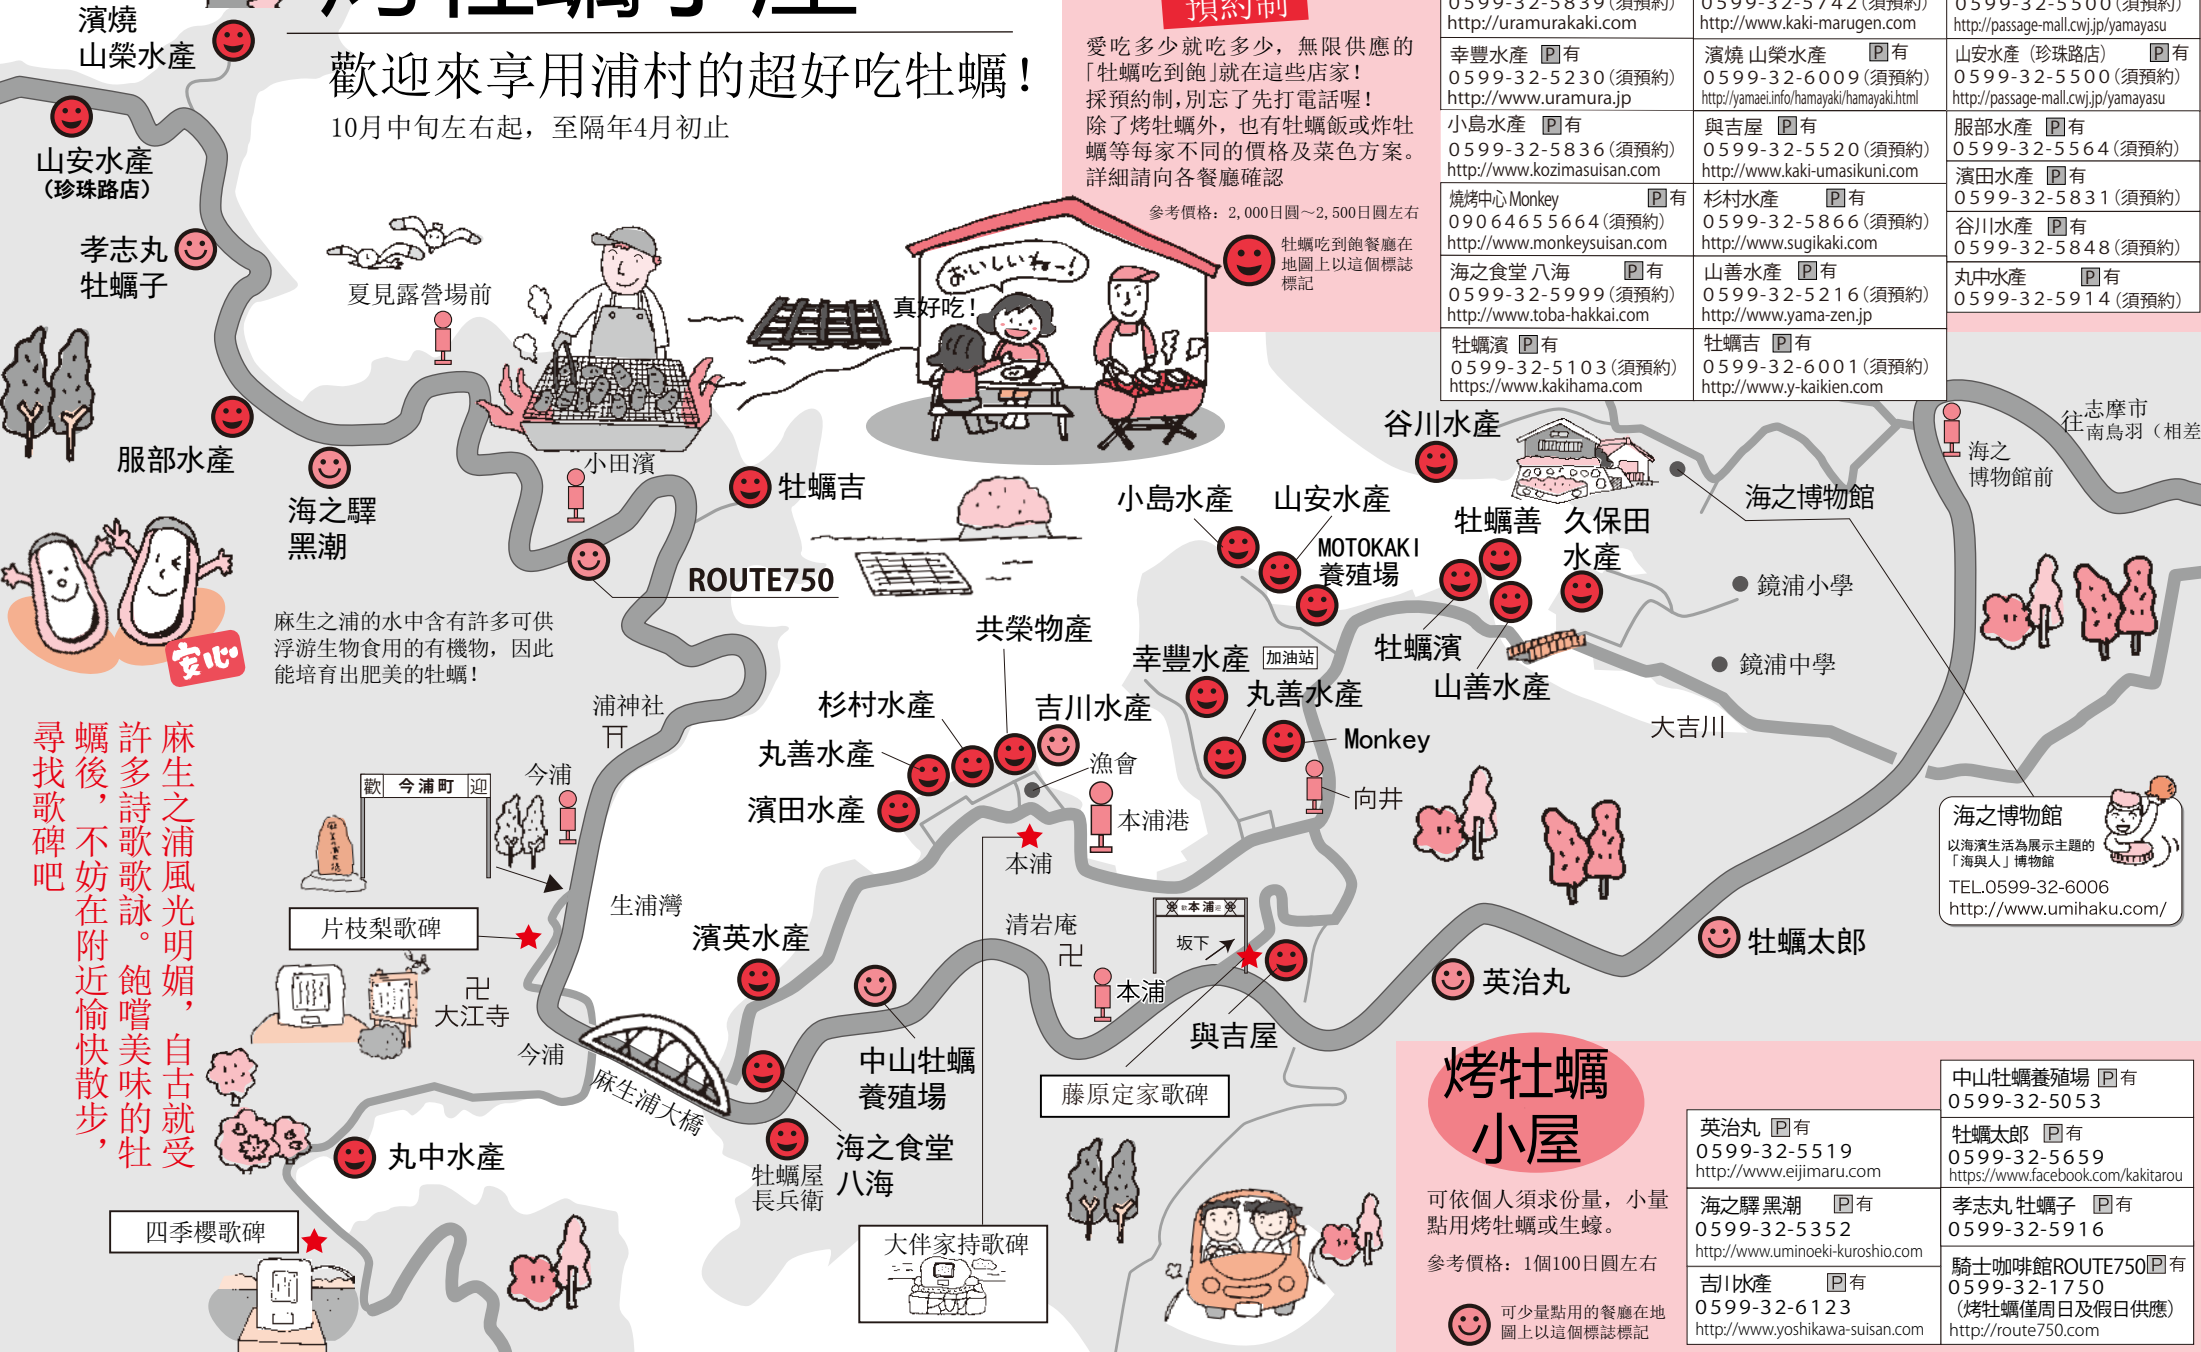 烤牡蠣小屋
歡迎來享用浦村的超好吃牡蠣！
10月中旬左右起，至隔年4月初止
預約制
愛吃多少就吃多少，無限供應的
「牡蠣吃到飽」就在這些店家！
採預約制，別忘了先打電話喔！
除了烤牡蠣外，也有牡蠣飯或炸牡
蠣等每家不同的價格及菜色方案。
詳細請向各餐廳確認
參考價格：2,000日圓～2,500日圓左右
牡蠣吃到飽餐廳在
地圖上以這個標誌
標記
0599-32-5839（須預約）
http://uramurakaki.com
幸豐水產 P有
0599-32-5230（須預約）
http://www.uramura.jp
小島水產 P有
0599-32-5836（須預約）
http://www.kozimasuisan.com
燒烤中心 Monkey P有
09064655664（須預約）
http://www.monkeysuisan.com
海之食堂 八海 P有
0599-32-5999（須預約）
http://www.toba-hakkai.com
牡蠣濱 P有
0599-32-5103（須預約）
https://www.kakihama.com
0599-32-5742（須預約）
http://www.kaki-marugen.com
濱燒 山榮水產 P有
0599-32-6009（須預約）
http://yamaei.info/hamayaki/hamayaki.html
與吉屋 P有
0599-32-5520（須預約）
http://www.kaki-umasikuni.com
杉村水產 P有
0599-32-5866（須預約）
http://www.sugikaki.com
山善水產 P有
0599-32-5216（須預約）
http://www.yama-zen.jp
牡蠣吉 P有
0599-32-6001（須預約）
http://www.y-kaikien.com
0599-32-5500（須預約）
http://passage-mall.cwj.jp/yamayasu
山安水產（珍珠路店） P有
0599-32-5500（須預約）
http://passage-mall.cwj.jp/yamayasu
服部水產 P有
0599-32-5564（須預約）
濱田水產 P有
0599-32-5831（須預約）
谷川水產 P有
0599-32-5848（須預約）
丸中水產 P有
0599-32-5914（須預約）
濱燒
山榮水產
山安水產
（珍珠路店）
孝志丸
牡蠣子
夏見露營場前
おいしいねー！
真好吃！
服部水產
海之驛
黑潮
小田濱
牡蠣吉
ROUTE750
安心
麻生之浦的水中含有許多可供
浮游生物食用的有機物，因此
能培育出肥美的牡蠣！
谷川水產
小島水產
山安水產
MOTOKAKI
養殖場
牡蠣善
久保田
水產
海之博物館
海之
博物館前
往
志摩市
南鳥羽（相差
鏡浦小學
鏡浦中學
大吉川
牡蠣濱
山善水產
共榮物產
幸豐水產
加油站
丸善水產
Monkey
向井
杉村水產
吉川水產
丸善水產
濱田水產
漁會
本浦港
本浦
浦神社
今浦
歡 今浦町 迎
生浦灣
片枝梨歌碑
卍
大江寺
今浦
麻生之浦風光明媚，自古就受
許多詩歌歌詠。飽嚐美味的牡
蠣後，不妨在附近愉快散步，
尋找歌碑吧
濱英水產
清岩庵
卍
本浦
本浦
坂下
與吉屋
藤原定家歌碑
中山牡蠣
養殖場
麻生浦大橋
海之食堂
八海
牡蠣屋
長兵衛
丸中水產
四季櫻歌碑
大伴家持歌碑
英治丸
牡蠣太郎
海之博物館
以海濱生活為展示主題的
「海與人」博物館
TEL.0599-32-6006
http://www.umihaku.com/
烤牡蠣
小屋
可依個人須求份量，小量
點用烤牡蠣或生蠔。
參考價格：1個100日圓左右
可少量點用的餐廳在地
圖上以這個標誌標記
英治丸 P有
0599-32-5519
http://www.eijimaru.com
海之驛 黑潮 P有
0599-32-5352
http://www.uminoeki-kuroshio.com
吉川水產 P有
0599-32-6123
http://www.yoshikawa-suisan.com
中山牡蠣養殖場 P有
0599-32-5053
牡蠣太郎 P有
0599-32-5659
https://www.facebook.com/kakitarou
孝志丸 牡蠣子 P有
0599-32-5916
騎士咖啡館ROUTE750 P有
0599-32-1750
（烤牡蠣僅周日及假日供應）
http://route750.com